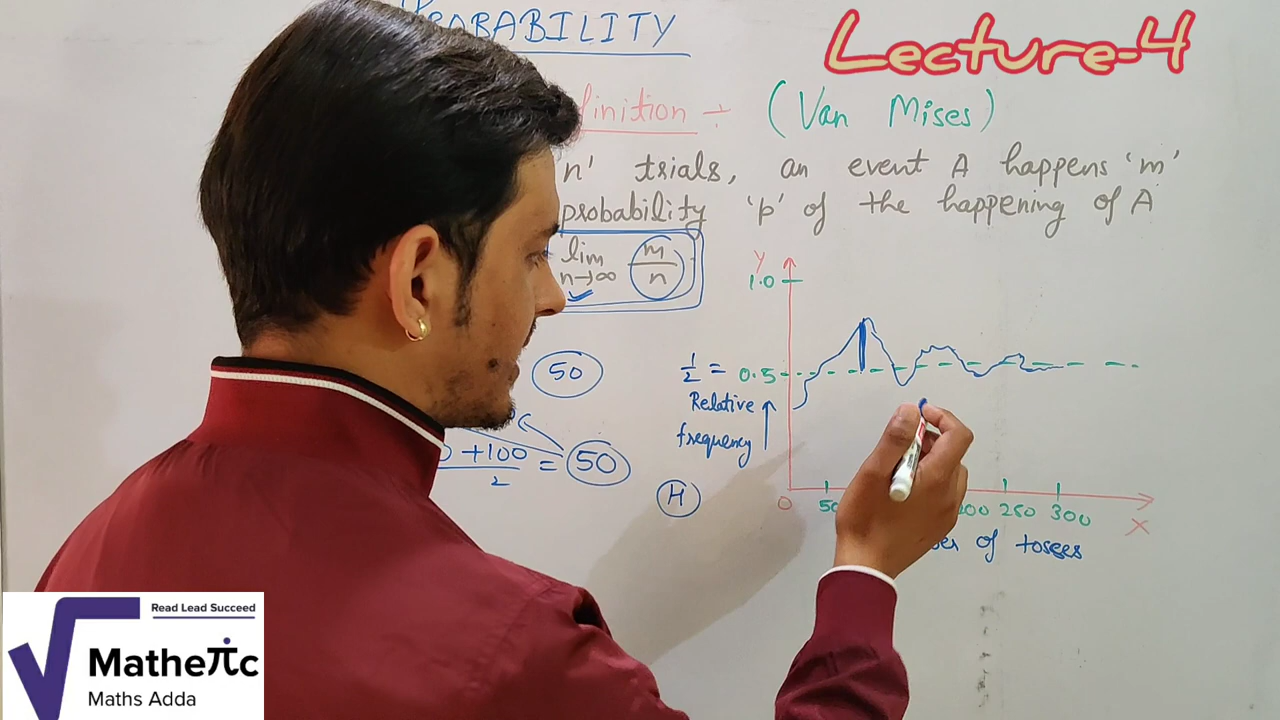 PROBABILITY
Lecture-4
finition ÷ (Van Mises)
'n' trials, an event A happens 'm'
probability 'p' of the happening of A
lim n→∞ m/n
Y
1.0
1/2 = 0.5
Relative
frequency
50
+100 / 2 = 50
H
0 50 200 250 300 X
of tosses
Read Lead Succeed
Matheπc
Maths Adda